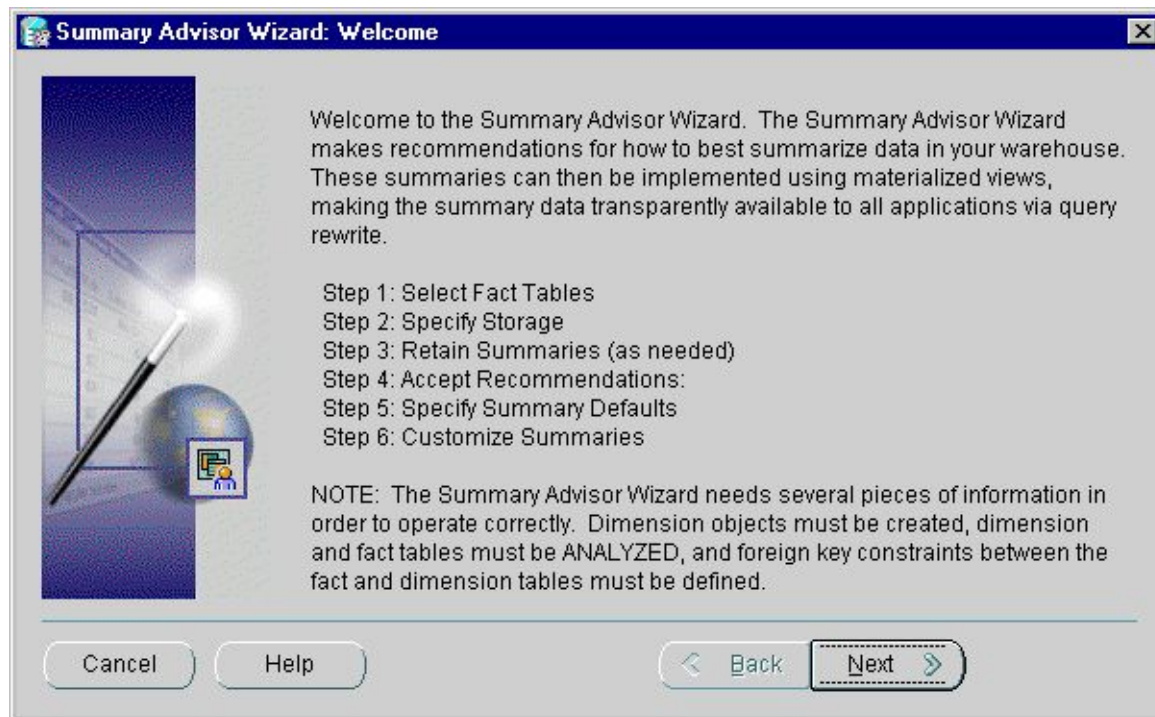 Summary Advisor Wizard: Welcome
Welcome to the Summary Advisor Wizard. The Summary Advisor Wizard
makes recommendations for how to best summarize data in your warehouse.
These summaries can then be implemented using materialized views,
making the summary data transparently available to all applications via query
rewrite.
Step 1: Select Fact Tables
Step 2: Specify Storage
Step 3: Retain Summaries (as needed)
Step 4: Accept Recommendations:
Step 5: Specify Summary Defaults
Step 6: Customize Summaries
NOTE: The Summary Advisor Wizard needs several pieces of information in
order to operate correctly. Dimension objects must be created, dimension
and fact tables must be ANALYZED, and foreign key constraints between the
fact and dimension tables must be defined.
Cancel Help Back Next